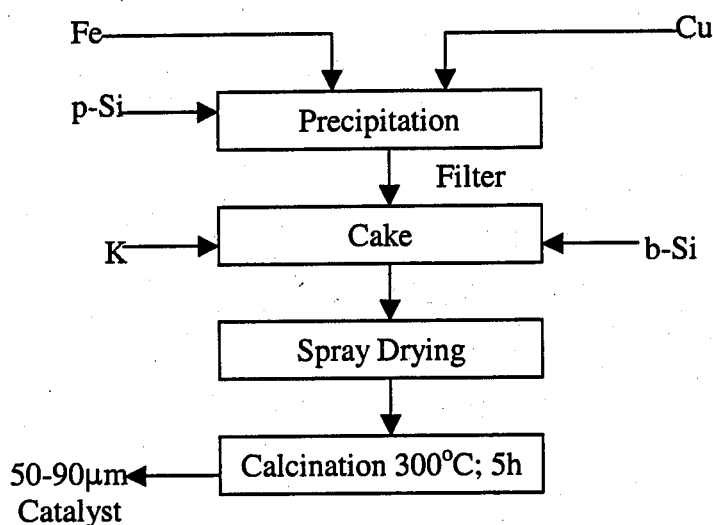 Fe
Cu
p-Si
Precipitation
Filter
K
Cake
b-Si
Spray Drying
Calcination 300°C; 5h
50-90μm
Catalyst